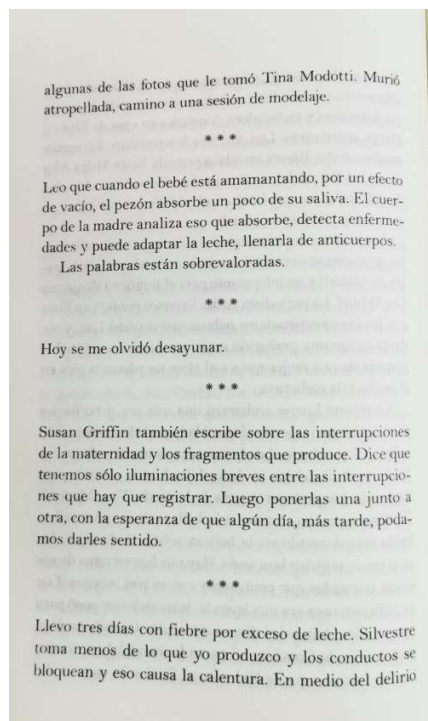 algunas de las fotos que le tomó Tina Modotti. Murió
atropellada, camino a una sesión de modelaje.
***
Leo que cuando el bebé está amamantando, por un efecto
de vacío, el pezón absorbe un poco de su saliva. El cuer-
po de la madre analiza eso que absorbe, detecta enferme-
dades y puede adaptar la leche, llenarla de anticuerpos.
Las palabras están sobrevaloradas.
***
Hoy se me olvidó desayunar.
***
Susan Griffin también escribe sobre las interrupciones
de la maternidad y los fragmentos que produce. Dice que
tenemos sólo iluminaciones breves entre las interrupcio-
nes que hay que registrar. Luego ponerlas una junto a
otra, con la esperanza de que algún día, más tarde, poda-
mos darles sentido.
***
Llevo tres días con fiebre por exceso de leche. Silvestre
toma menos de lo que yo produzco y los conductos se
bloquean y eso causa la calentura. En medio del delirio